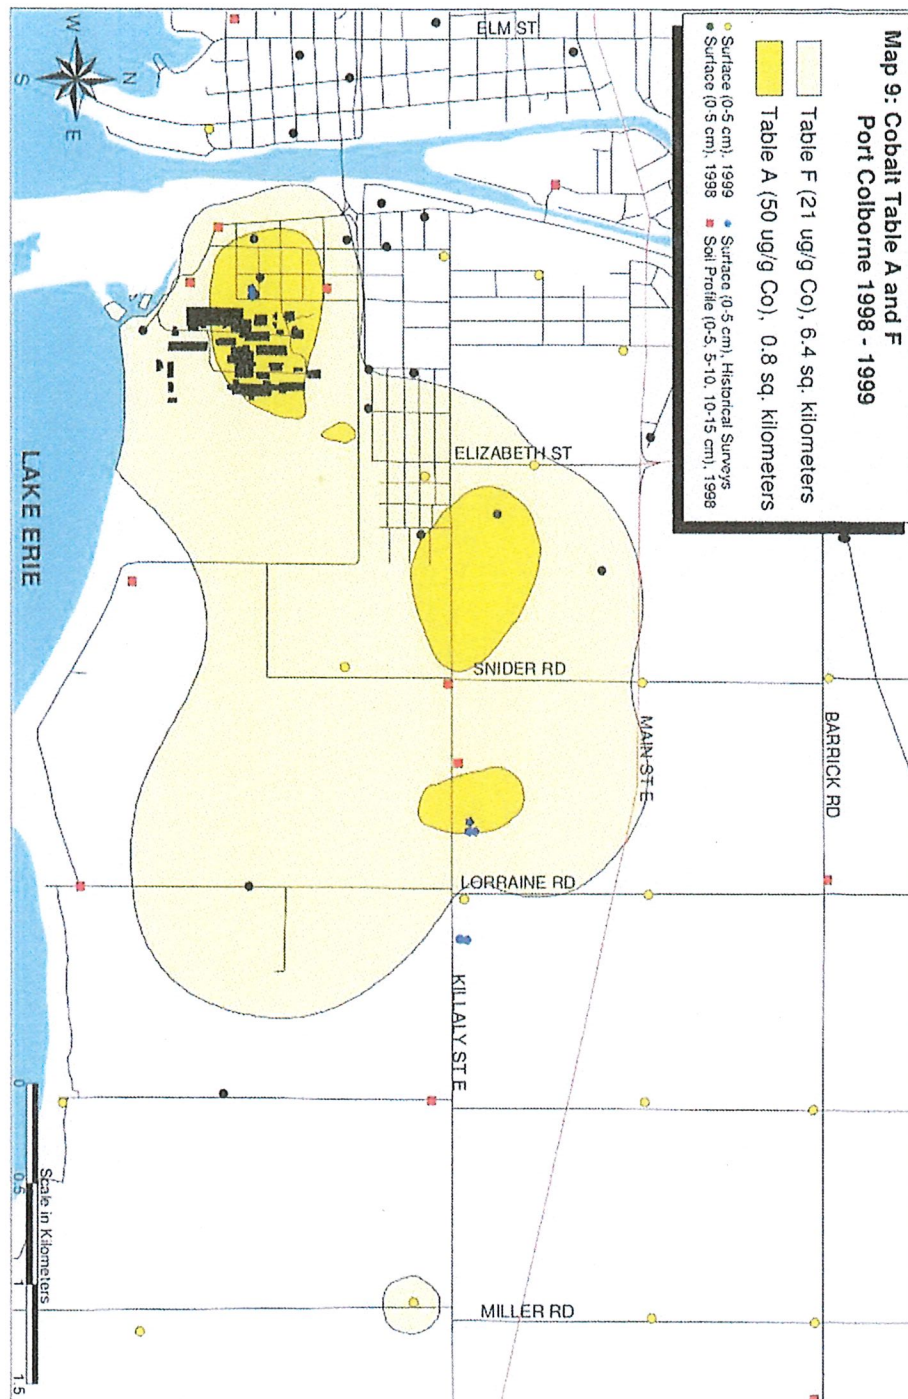 Map 9: Cobalt Table A and F
Port Colborne 1998 - 1999
Table F (21 ug/g Co), 6.4 sq. kilometers
Table A (50 ug/g Co), 0.8 sq. kilometers
Surface (0-5 cm), 1999
Surface (0-5 cm), Historical Surveys
Surface (0-5 cm), 1998
Soil Profile (0-5, 5-10, 10-15 cm), 1998
ELM ST
W
N
S
E
ELIZABETH ST
LAKE ERIE
SNIDER RD
MAIN ST E
BARRICK RD
LORRAINE RD
KILLALY ST E
MILLER RD
Scale in Kilometers
0
0.5
1
1.5